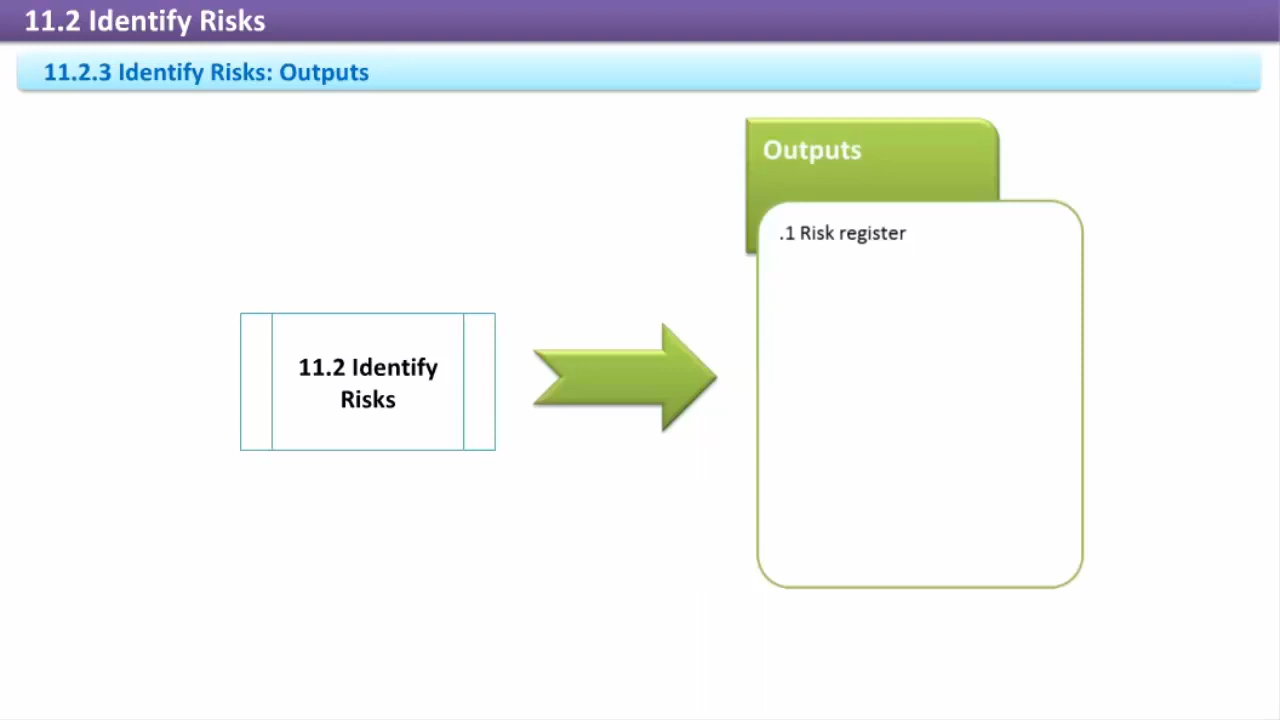 11.2 Identify Risks
11.2.3 Identify Risks: Outputs
Outputs
.1 Risk register
11.2 Identify
Risks